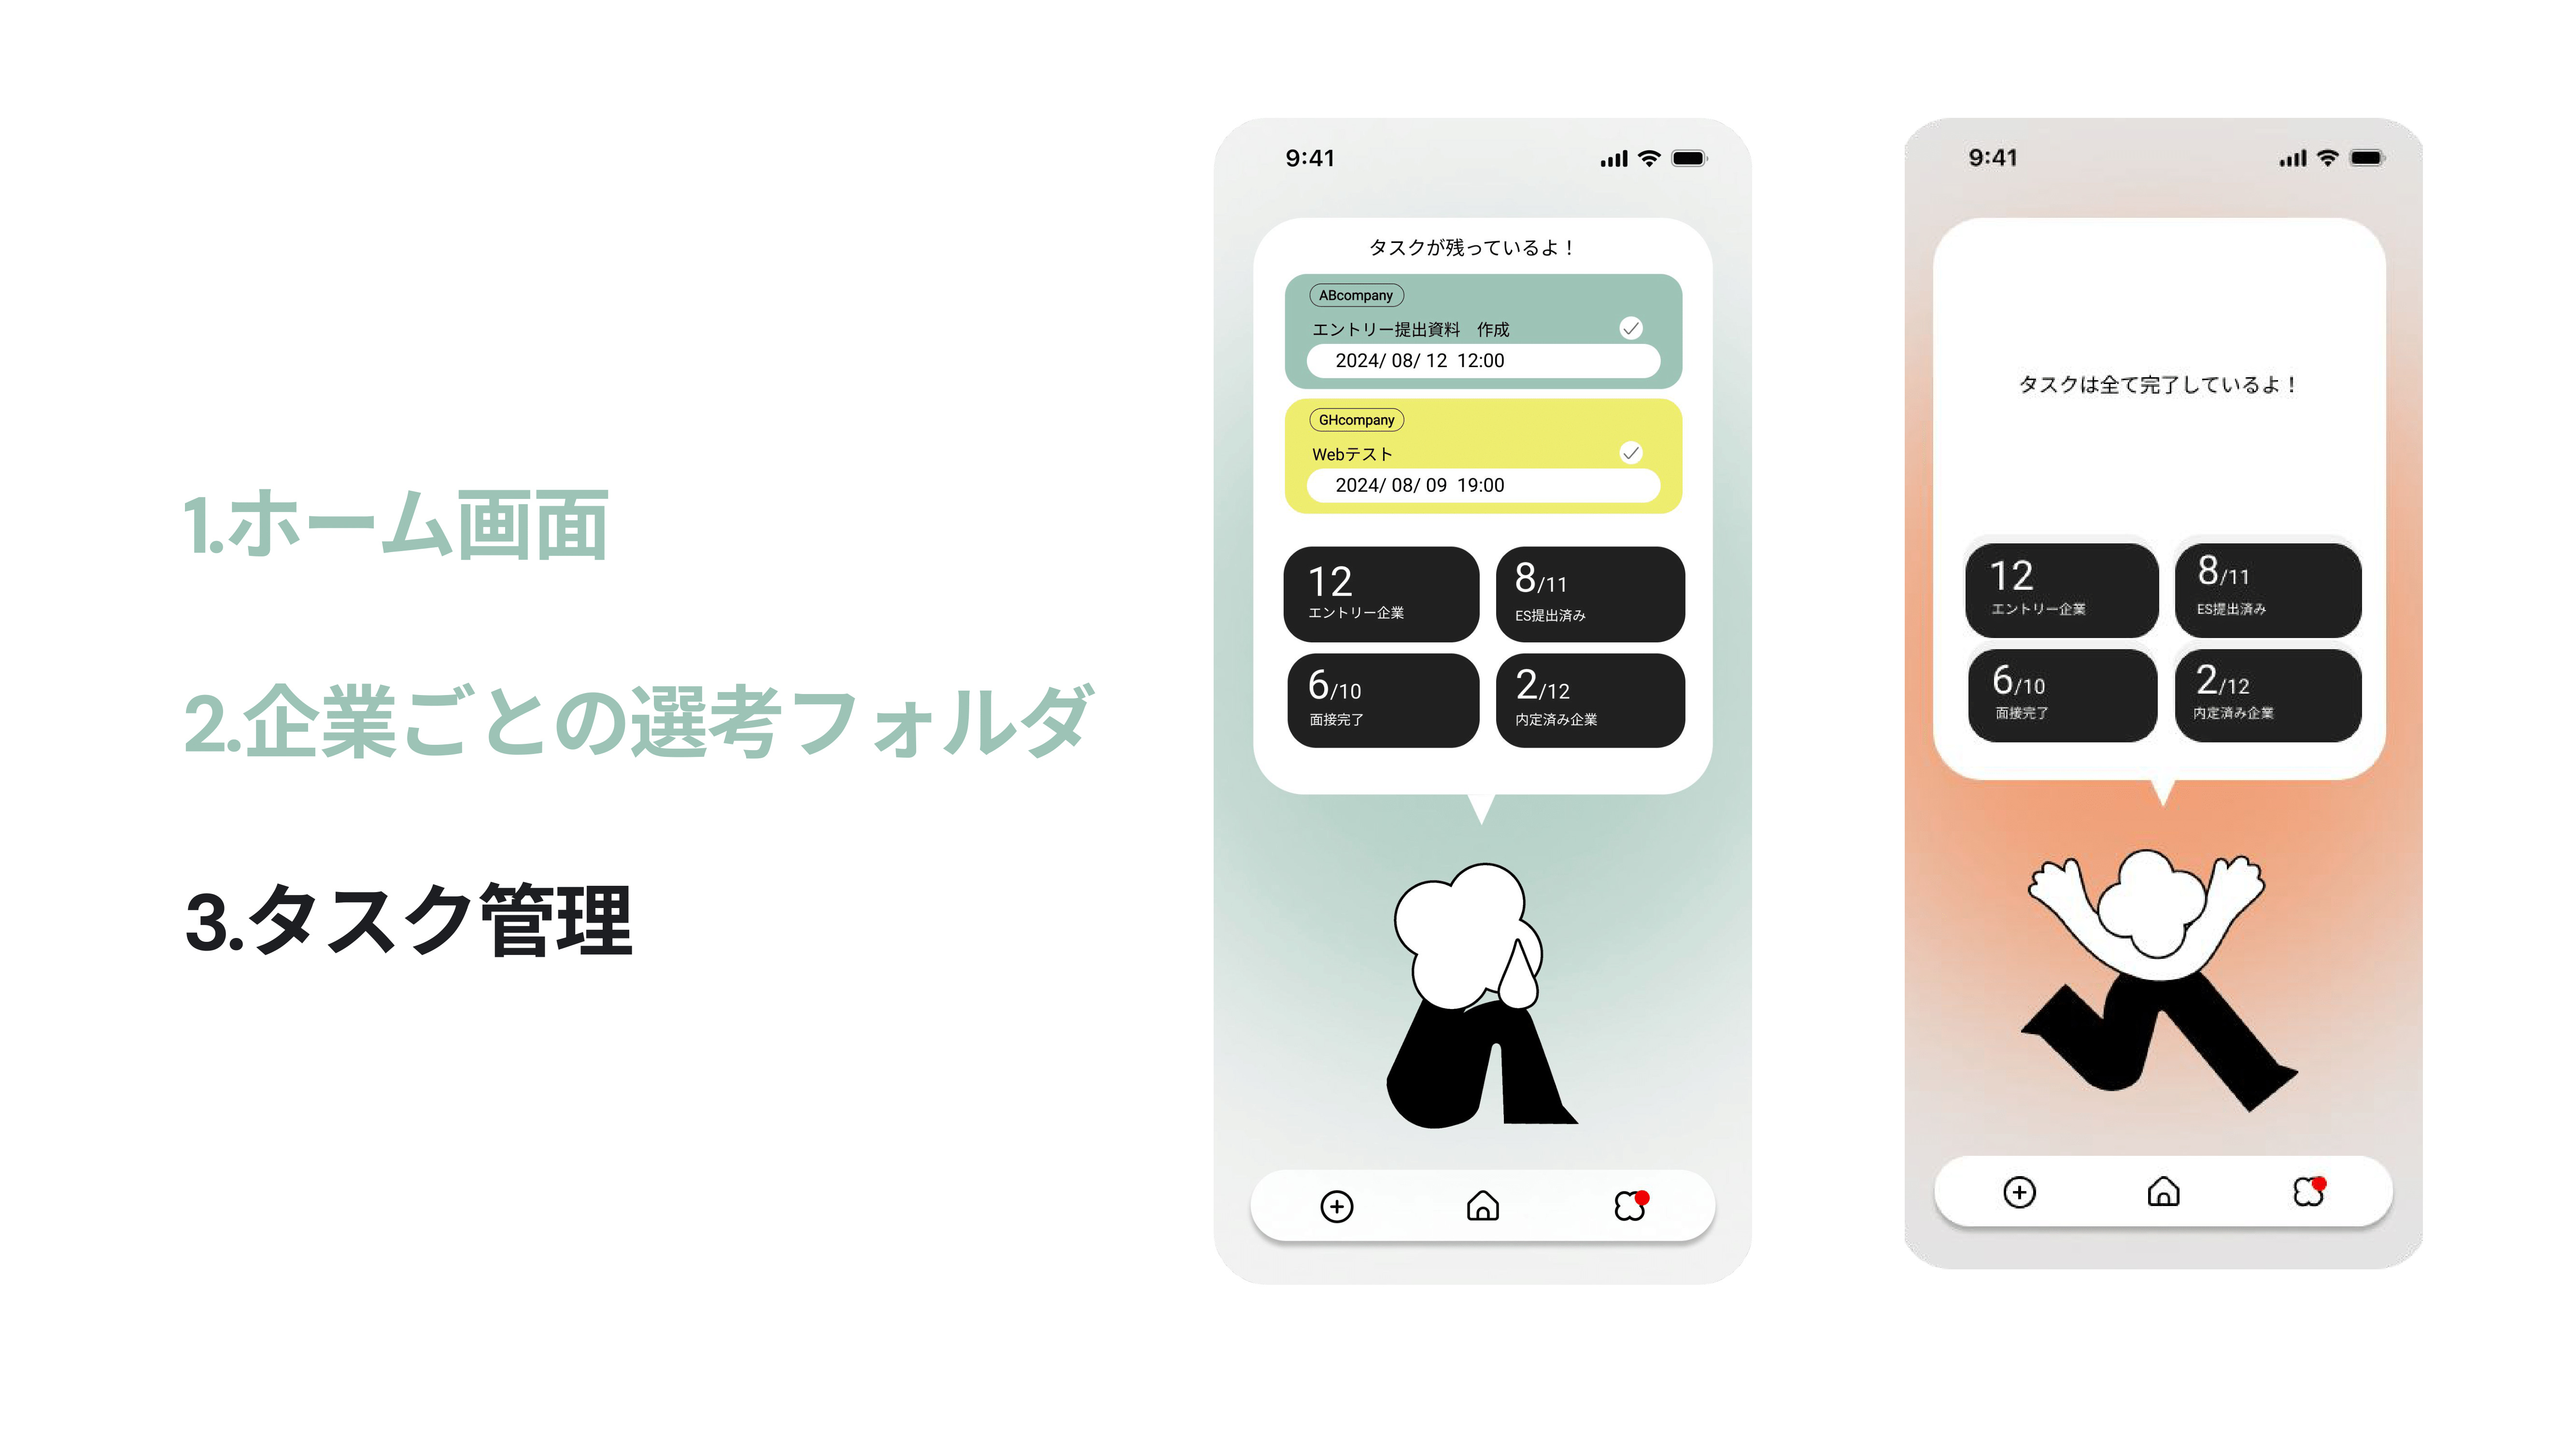 1.ホーム画面
2.企業ごとの選考フォルダ
3.タスク管理
9:41
タスクが残っているよ！
ABcompany
エントリー提出資料　作成
2024/ 08/ 12 12:00
GHcompany
Webテスト
2024/ 08/ 09 19:00
12
エントリー企業
8/11
ES提出済み
6/10
面接完了
2/12
内定済み企業
9:41
タスクは全て完了しているよ！
12
エントリー企業
8/11
ES提出済み
6/10
面接完了
2/12
内定済み企業